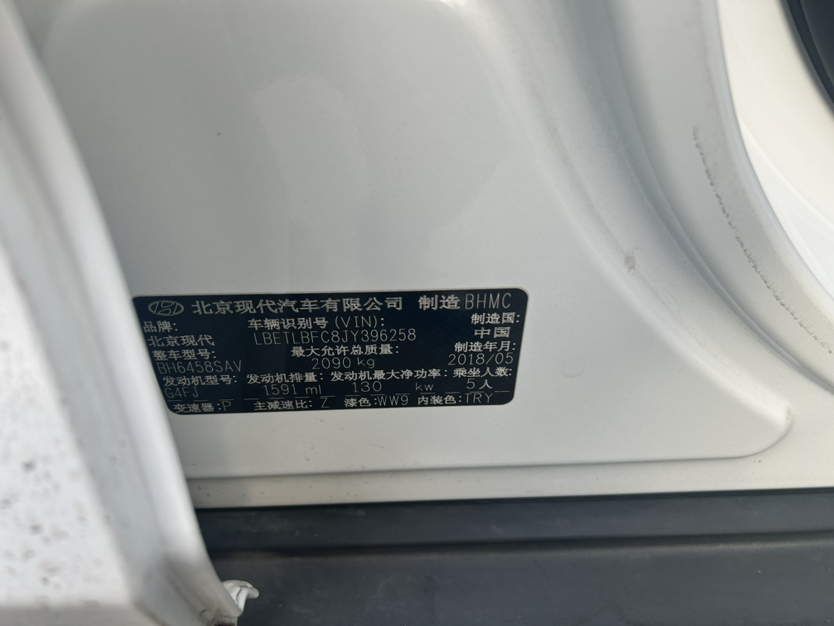 北京现代汽车有限公司 制造 BHMC
品牌: 车辆识别号 (VIN): 制造国:
北京现代 LBETLBFC8JY396258 中国
整车型号: 最大允许总质量: 制造年月:
BH6458SAV 2090 kg 2018/05
发动机型号: 发动机排量: 发动机最大净功率: 乘坐人数:
G4FJ 1591 ml 130 kw 5 人
变速器: P 主减速比: Z 漆色: WW9 内装色: TRY